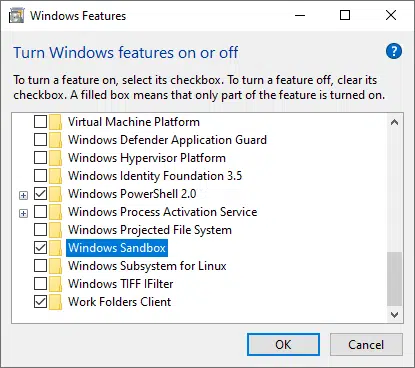 Windows Features
Turn Windows features on or off
?
To turn a feature on, select its checkbox. To turn a feature off, clear its
checkbox. A filled box means that only part of the feature is turned on.
Virtual Machine Platform
Windows Defender Application Guard
Windows Hypervisor Platform
Windows Identity Foundation 3.5
Windows PowerShell 2.0
Windows Process Activation Service
Windows Projected File System
Windows Sandbox
Windows Subsystem for Linux
Windows TIFF IFilter
Work Folders Client
OK
Cancel